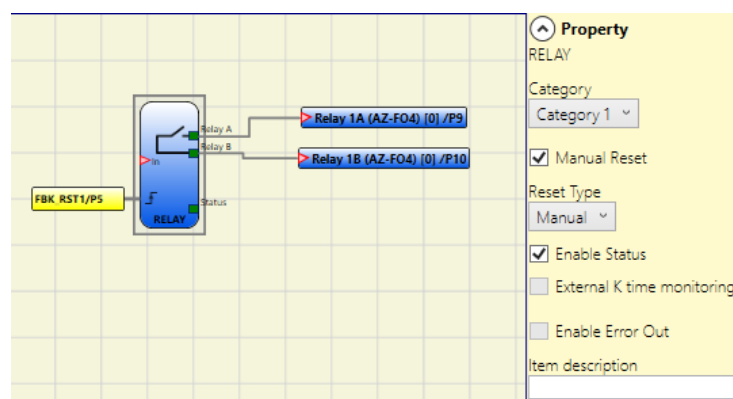 Property
RELAY
Category
Category 1
Manual Reset
Reset Type
Manual
Enable Status
External K time monitoring
Enable Error Out
Item description
Relay A
Relay B
In
Status
RELAY
FBK_RST1/P5
Relay 1A (AZ-FO4) [0] /P9
Relay 1B (AZ-FO4) [0] /P10